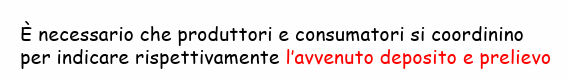 È necessario che produttori e consumatori si coordinino
per indicare rispettivamente l’avvenuto deposito e prelievo